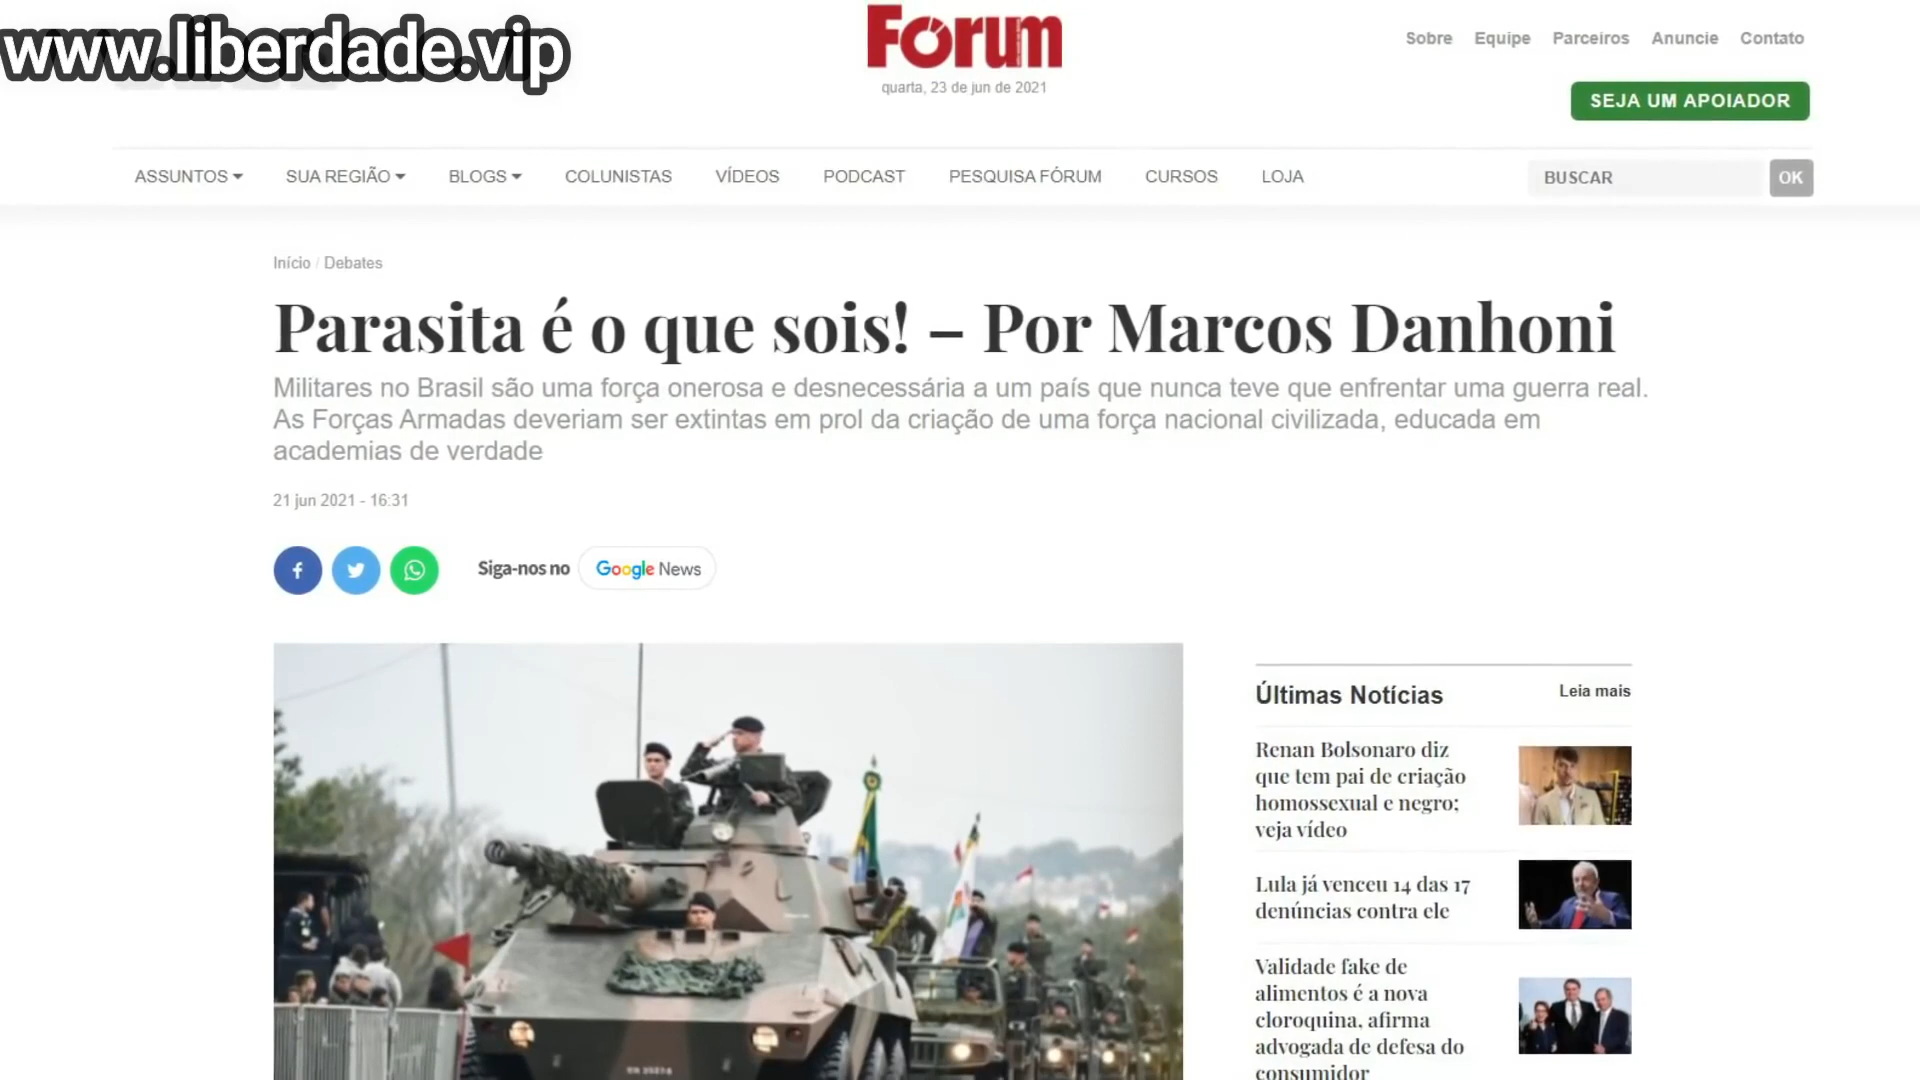 www.liberdade.vip
Fórum
quarta, 23 de jun de 2021
Sobre Equipe Parceiros Anuncie Contato
SEJA UM APOIADOR
ASSUNTOS SUA REGIÃO BLOGS COLUNISTAS VÍDEOS PODCAST PESQUISA FÓRUM CURSOS LOJA
BUSCAR OK
Início / Debates
Parasita é o que sois! – Por Marcos Danhoni
Militares no Brasil são uma força onerosa e desnecessária a um país que nunca teve que enfrentar uma guerra real.
As Forças Armadas deveriam ser extintas em prol da criação de uma força nacional civilizada, educada em
academias de verdade
21 jun 2021 - 16:31
Siga-nos no Google News
Últimas Notícias Leia mais
Renan Bolsonaro diz
que tem pai de criação
homossexual e negro;
veja vídeo
Lula já venceu 14 das 17
denúncias contra ele
Validade fake de
alimentos é a nova
cloroquina, afirma
advogada de defesa do
consumidor